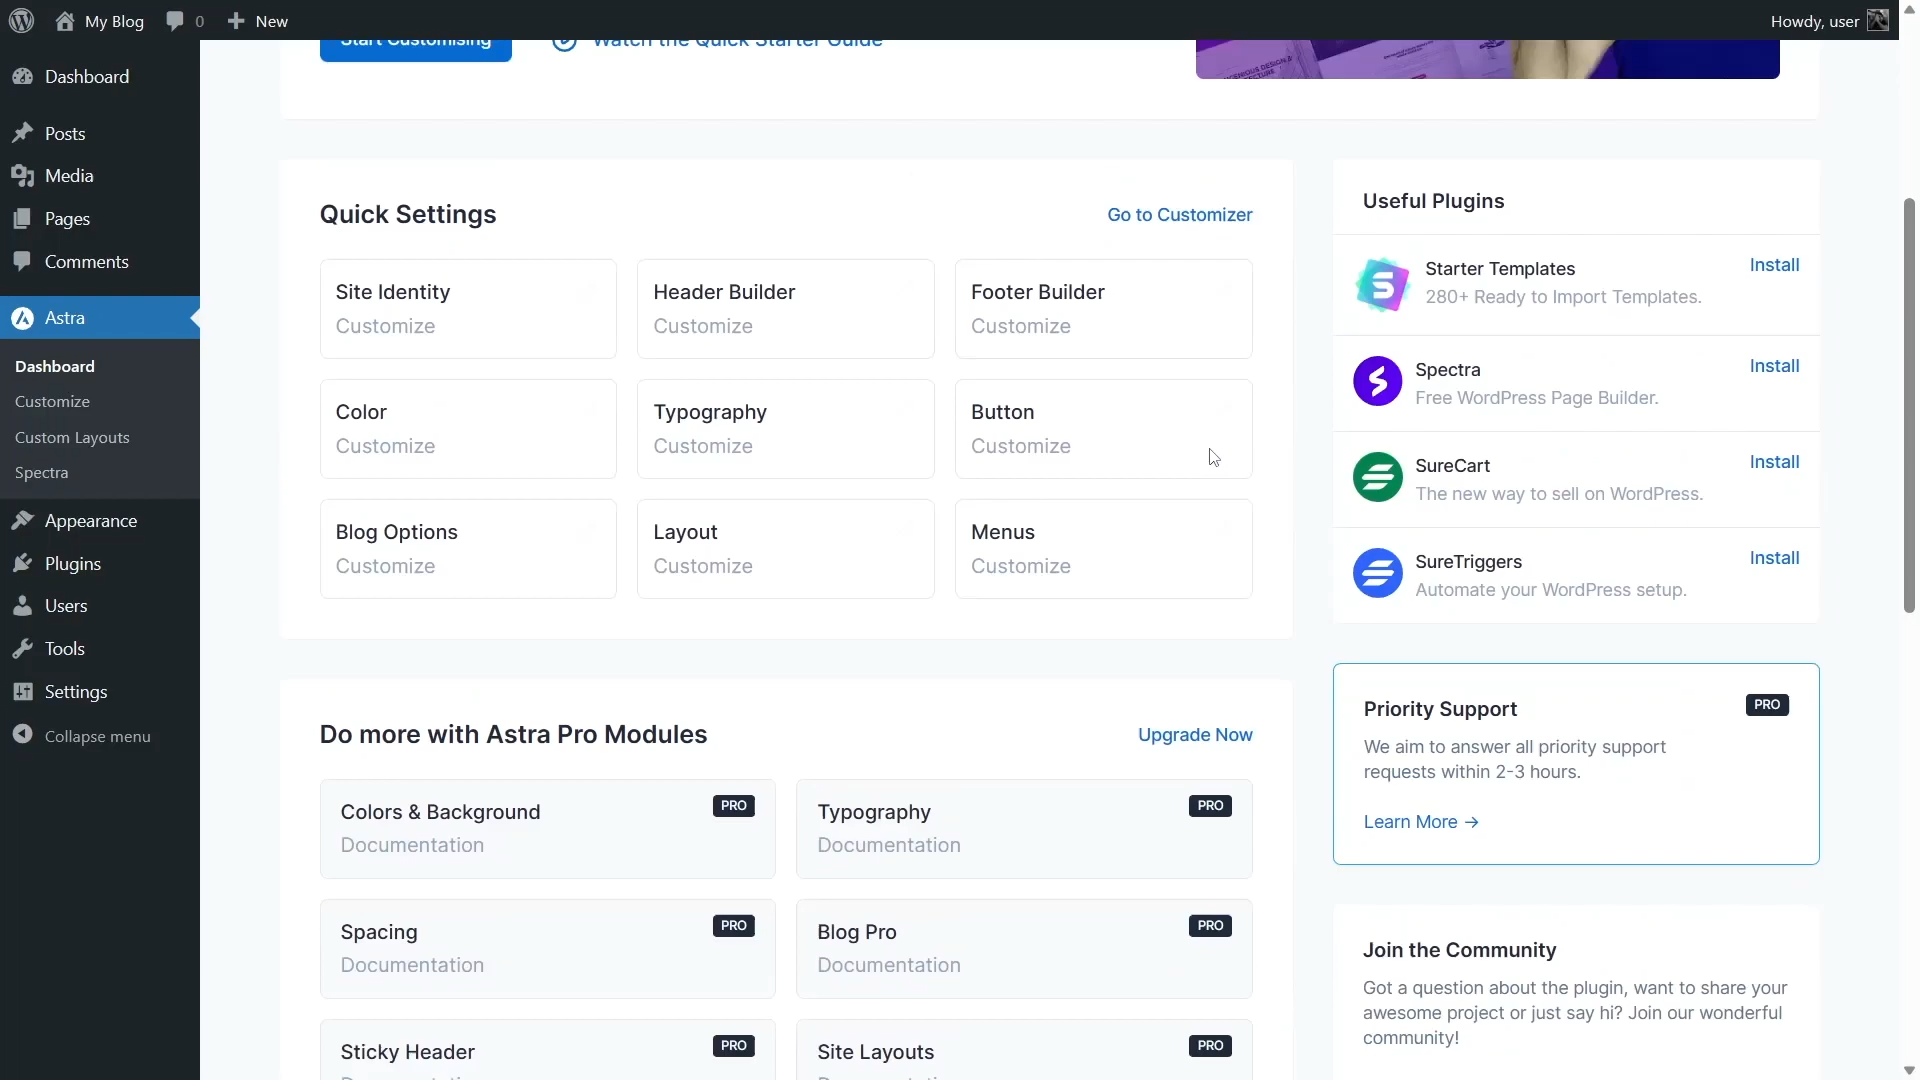 My Blog
0
New
Howdy, user
Start Customising
Watch the Quick Starter Guide
Dashboard
Posts
Media
Pages
Comments
Astra
Dashboard
Customize
Custom Layouts
Spectra
Appearance
Plugins
Users
Tools
Settings
Collapse menu
Quick Settings
Go to Customizer
Site Identity
Customize
Header Builder
Customize
Footer Builder
Customize
Color
Customize
Typography
Customize
Button
Customize
Blog Options
Customize
Layout
Customize
Menus
Customize
Do more with Astra Pro Modules
Upgrade Now
Colors & Background
PRO
Documentation
Typography
PRO
Documentation
Spacing
PRO
Documentation
Blog Pro
PRO
Documentation
Sticky Header
PRO
Site Layouts
PRO
Useful Plugins
Starter Templates
Install
280+ Ready to Import Templates.
Spectra
Install
Free WordPress Page Builder.
SureCart
Install
The new way to sell on WordPress.
SureTriggers
Install
Automate your WordPress setup.
Priority Support
PRO
We aim to answer all priority support
requests within 2-3 hours.
Learn More →
Join the Community
Got a question about the plugin, want to share your
awesome project or just say hi? Join our wonderful
community!